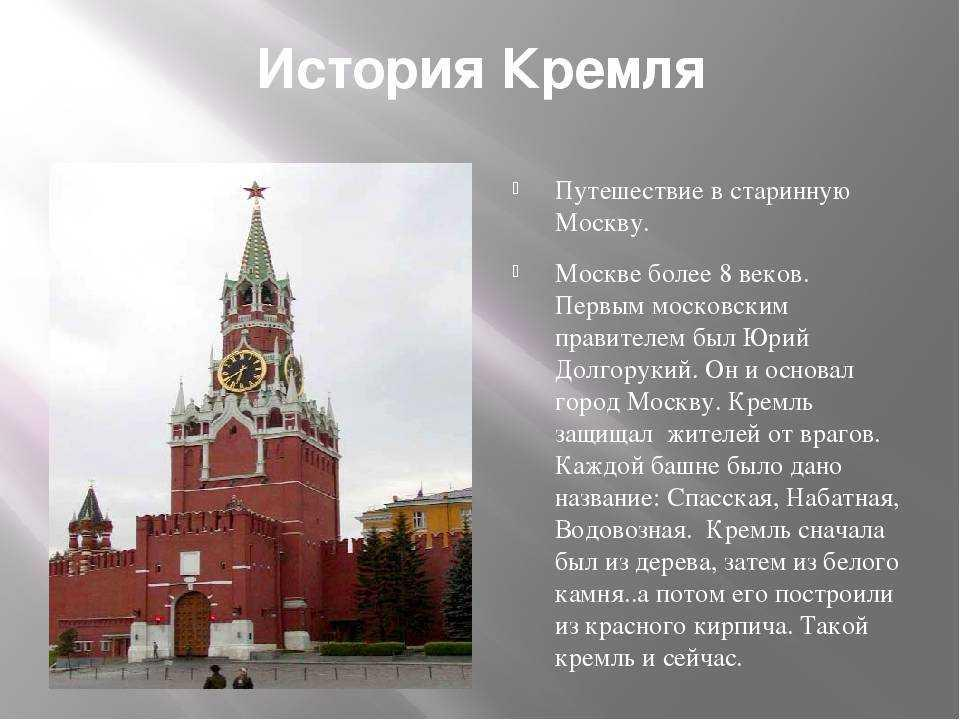 История Кремля
Путешествие в старинную
Москву.
Москве более 8 веков.
Первым московским
правителем был Юрий
Долгорукий. Он и основал
город Москву. Кремль
защищал  жителей от врагов.
Каждой башне было дано
название: Спасская, Набатная,
Водовозная.  Кремль сначала
был из дерева, затем из белого
камня..а потом его построили
из красного кирпича. Такой
кремль и сейчас.